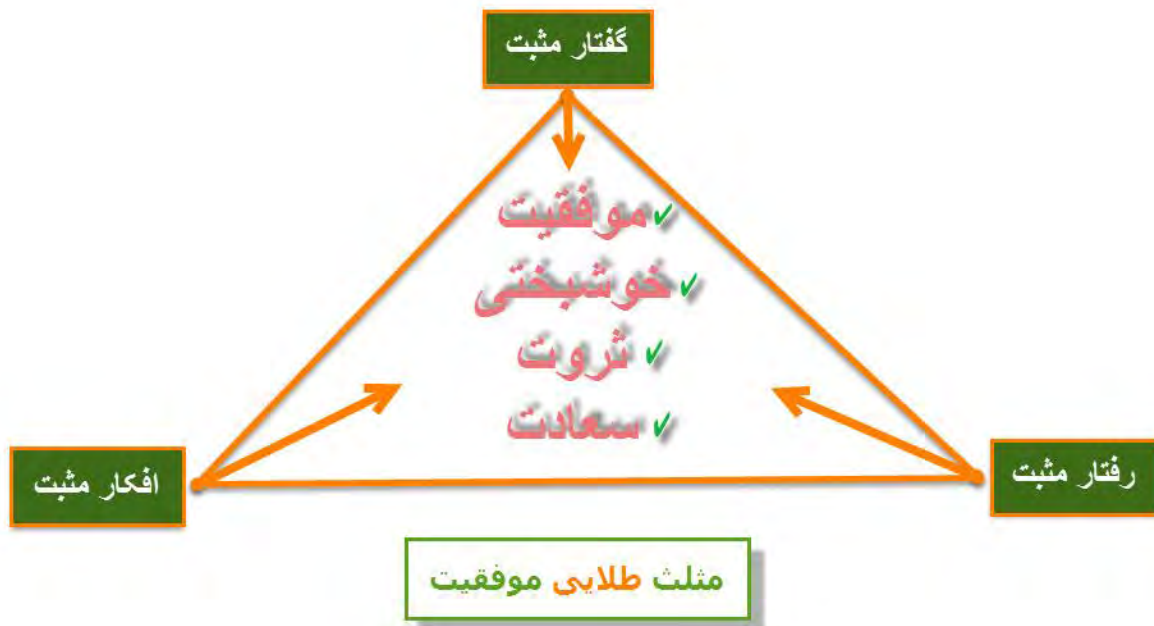 گفتار مثبت
موفقیت
خوشبختی
ثروت
سعادت
رفتار مثبت
افکار مثبت
مثلث طلایی موفقیت